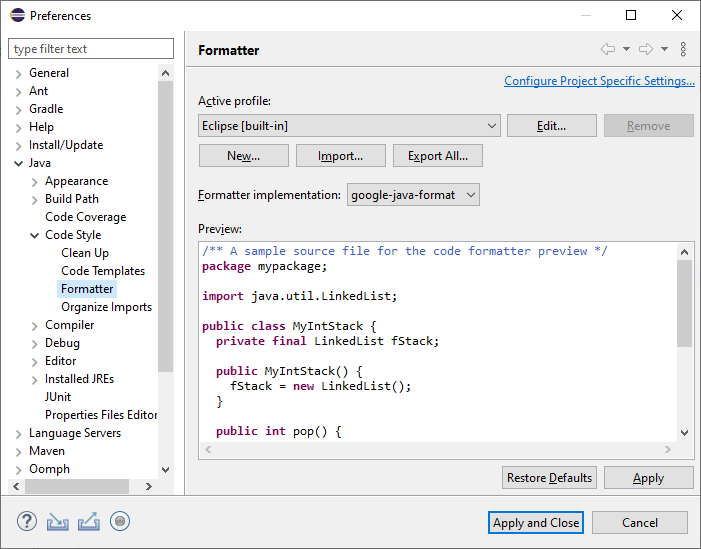 Preferences
type filter text
General
Ant
Gradle
Help
Install/Update
Java
Appearance
Build Path
Code Coverage
Code Style
Clean Up
Code Templates
Formatter
Organize Imports
Compiler
Debug
Editor
Installed JREs
JUnit
Properties Files Editor
Language Servers
Maven
Oomph
Formatter
Configure Project Specific Settings...
Active profile:
Eclipse [built-in]
Edit...
Remove
New...
Import...
Export All...
Formatter implementation:
google-java-format
Preview:
/** A sample source file for the code formatter preview */
package mypackage;
import java.util.LinkedList;
public class MyIntStack {
private final LinkedList fStack;
public MyIntStack() {
fStack = new LinkedList();
}
public int pop() {
Restore Defaults
Apply
Apply and Close
Cancel